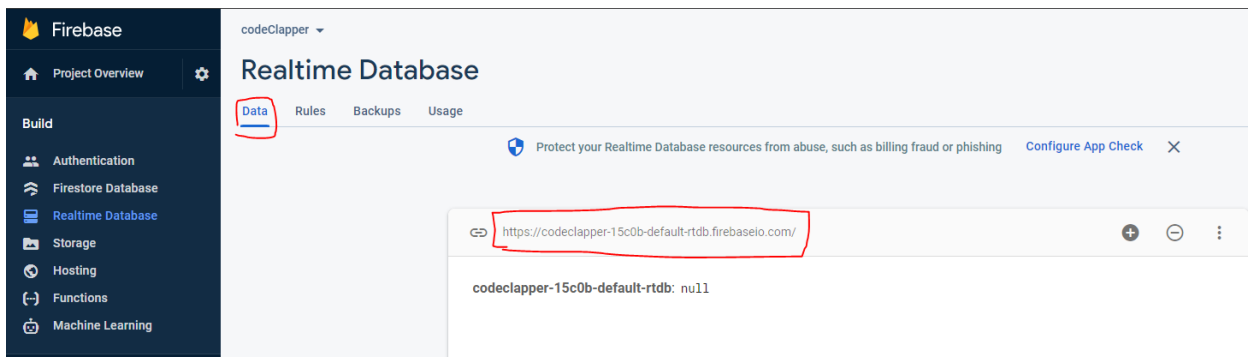 Firebase
codeClapper
Project Overview
Realtime Database
Data Rules Backups Usage
Build
Protect your Realtime Database resources from abuse, such as billing fraud or phishing Configure App Check
Authentication
Firestore Database
Realtime Database
Storage
Hosting
Functions
Machine Learning
https://codeclapper-15c0b-default-rtdb.firebaseio.com/
codeclapper-15c0b-default-rtdb: null